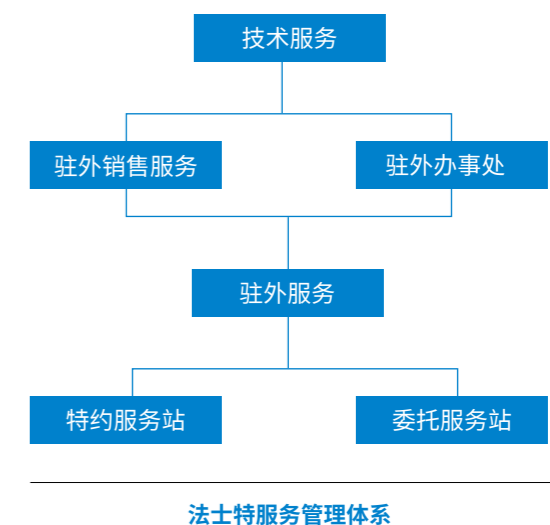 技术服务
驻外销售服务
驻外办事处
驻外服务
特约服务站
委托服务站
法士特服务管理体系